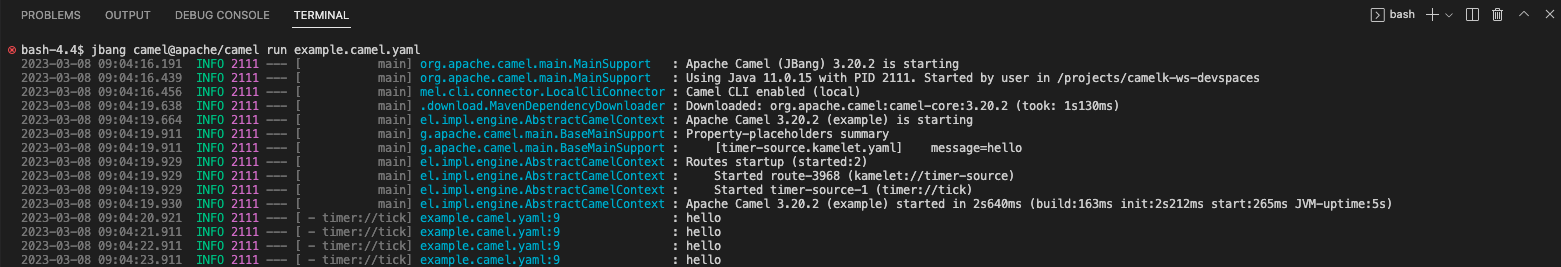 PROBLEMS OUTPUT DEBUG CONSOLE TERMINAL bash
bash-4.4$ jbang camel@apache/camel run example.camel.yaml
2023-03-08 09:04:16.191 INFO 2111 --- [ main] org.apache.camel.main.MainSupport : Apache Camel (JBang) 3.20.2 is starting
2023-03-08 09:04:16.439 INFO 2111 --- [ main] org.apache.camel.main.MainSupport : Using Java 11.0.15 with PID 2111. Started by user in /projects/camelk-ws-devspaces
2023-03-08 09:04:16.456 INFO 2111 --- [ main] mel.cli.connector.LocalCliConnector : Camel CLI enabled (local)
2023-03-08 09:04:19.638 INFO 2111 --- [ main] .download.MavenDependencyDownloader : Downloaded: org.apache.camel:camel-core:3.20.2 (took: 1s130ms)
2023-03-08 09:04:19.664 INFO 2111 --- [ main] el.impl.engine.AbstractCamelContext : Apache Camel 3.20.2 (example) is starting
2023-03-08 09:04:19.911 INFO 2111 --- [ main] g.apache.camel.main.BaseMainSupport : Property-placeholders summary
2023-03-08 09:04:19.911 INFO 2111 --- [ main] g.apache.camel.main.BaseMainSupport : [timer-source.kamelet.yaml] message=hello
2023-03-08 09:04:19.929 INFO 2111 --- [ main] el.impl.engine.AbstractCamelContext : Routes startup (started:2)
2023-03-08 09:04:19.929 INFO 2111 --- [ main] el.impl.engine.AbstractCamelContext : Started route-3968 (kamelet://timer-source)
2023-03-08 09:04:19.929 INFO 2111 --- [ main] el.impl.engine.AbstractCamelContext : Started timer-source-1 (timer://tick)
2023-03-08 09:04:19.930 INFO 2111 --- [ main] el.impl.engine.AbstractCamelContext : Apache Camel 3.20.2 (example) started in 2s640ms (build:163ms init:2s212ms start:265ms JVM-uptime:5s)
2023-03-08 09:04:20.921 INFO 2111 --- [ - timer://tick] example.camel.yaml:9 : hello
2023-03-08 09:04:21.911 INFO 2111 --- [ - timer://tick] example.camel.yaml:9 : hello
2023-03-08 09:04:22.911 INFO 2111 --- [ - timer://tick] example.camel.yaml:9 : hello
2023-03-08 09:04:23.911 INFO 2111 --- [ - timer://tick] example.camel.yaml:9 : hello